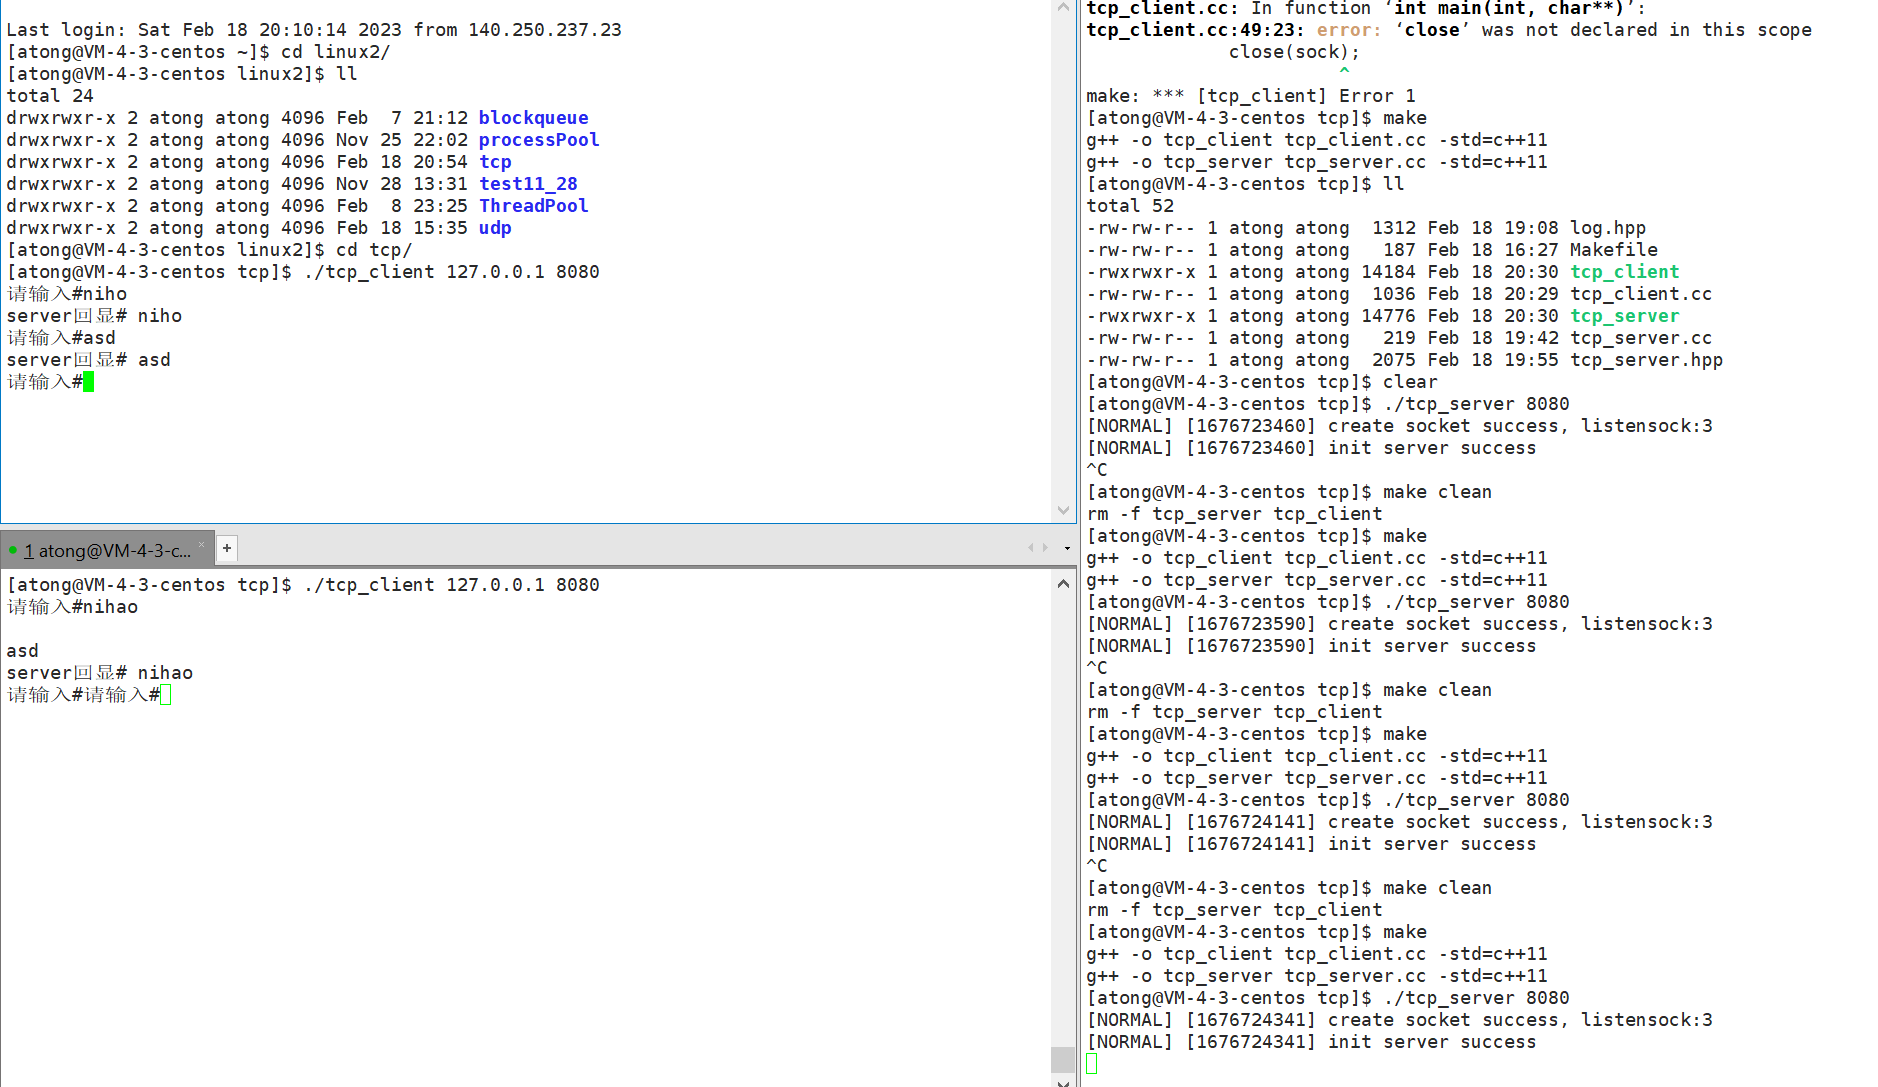 Last login: Sat Feb 18 20:10:14 2023 from 140.250.237.23
[atong@VM-4-3-centos ~]$ cd linux2/
[atong@VM-4-3-centos linux2]$ ll
total 24
drwxrwxr-x 2 atong atong 4096 Feb  7 21:12 blockqueue
drwxrwxr-x 2 atong atong 4096 Nov 25 22:02 processPool
drwxrwxr-x 2 atong atong 4096 Feb 18 20:54 tcp
drwxrwxr-x 2 atong atong 4096 Nov 28 13:31 test11_28
drwxrwxr-x 2 atong atong 4096 Feb  8 23:25 ThreadPool
drwxrwxr-x 2 atong atong 4096 Feb 18 15:35 udp
[atong@VM-4-3-centos linux2]$ cd tcp/
[atong@VM-4-3-centos tcp]$ ./tcp_client 127.0.0.1 8080
请输入#niho
server回显# niho
请输入#asd
server回显# asd
请输入#
1 atong@VM-4-3-c... × +
[atong@VM-4-3-centos tcp]$ ./tcp_client 127.0.0.1 8080
请输入#nihao
asd
server回显# nihao
请输入#请输入#
tcp_client.cc: In function ‘int main(int, char**)’:
tcp_client.cc:49:23: error: ‘close’ was not declared in this scope
             close(sock);
                       ^
make: *** [tcp_client] Error 1
[atong@VM-4-3-centos tcp]$ make
g++ -o tcp_client tcp_client.cc -std=c++11
g++ -o tcp_server tcp_server.cc -std=c++11
[atong@VM-4-3-centos tcp]$ ll
total 52
-rw-rw-r-- 1 atong atong  1312 Feb 18 19:08 log.hpp
-rw-rw-r-- 1 atong atong   187 Feb 18 16:27 Makefile
-rwxrwxr-x 1 atong atong 14184 Feb 18 20:30 tcp_client
-rw-rw-r-- 1 atong atong  1036 Feb 18 20:29 tcp_client.cc
-rwxrwxr-x 1 atong atong 14776 Feb 18 20:30 tcp_server
-rw-rw-r-- 1 atong atong   219 Feb 18 19:42 tcp_server.cc
-rw-rw-r-- 1 atong atong  2075 Feb 18 19:55 tcp_server.hpp
[atong@VM-4-3-centos tcp]$ clear
[atong@VM-4-3-centos tcp]$ ./tcp_server 8080
[NORMAL] [1676723460] create socket success, listensock:3
[NORMAL] [1676723460] init server success
^C
[atong@VM-4-3-centos tcp]$ make clean
rm -f tcp_server tcp_client
[atong@VM-4-3-centos tcp]$ make
g++ -o tcp_client tcp_client.cc -std=c++11
g++ -o tcp_server tcp_server.cc -std=c++11
[atong@VM-4-3-centos tcp]$ ./tcp_server 8080
[NORMAL] [1676723590] create socket success, listensock:3
[NORMAL] [1676723590] init server success
^C
[atong@VM-4-3-centos tcp]$ make clean
rm -f tcp_server tcp_client
[atong@VM-4-3-centos tcp]$ make
g++ -o tcp_client tcp_client.cc -std=c++11
g++ -o tcp_server tcp_server.cc -std=c++11
[atong@VM-4-3-centos tcp]$ ./tcp_server 8080
[NORMAL] [1676724141] create socket success, listensock:3
[NORMAL] [1676724141] init server success
^C
[atong@VM-4-3-centos tcp]$ make clean
rm -f tcp_server tcp_client
[atong@VM-4-3-centos tcp]$ make
g++ -o tcp_client tcp_client.cc -std=c++11
g++ -o tcp_server tcp_server.cc -std=c++11
[atong@VM-4-3-centos tcp]$ ./tcp_server 8080
[NORMAL] [1676724341] create socket success, listensock:3
[NORMAL] [1676724341] init server success